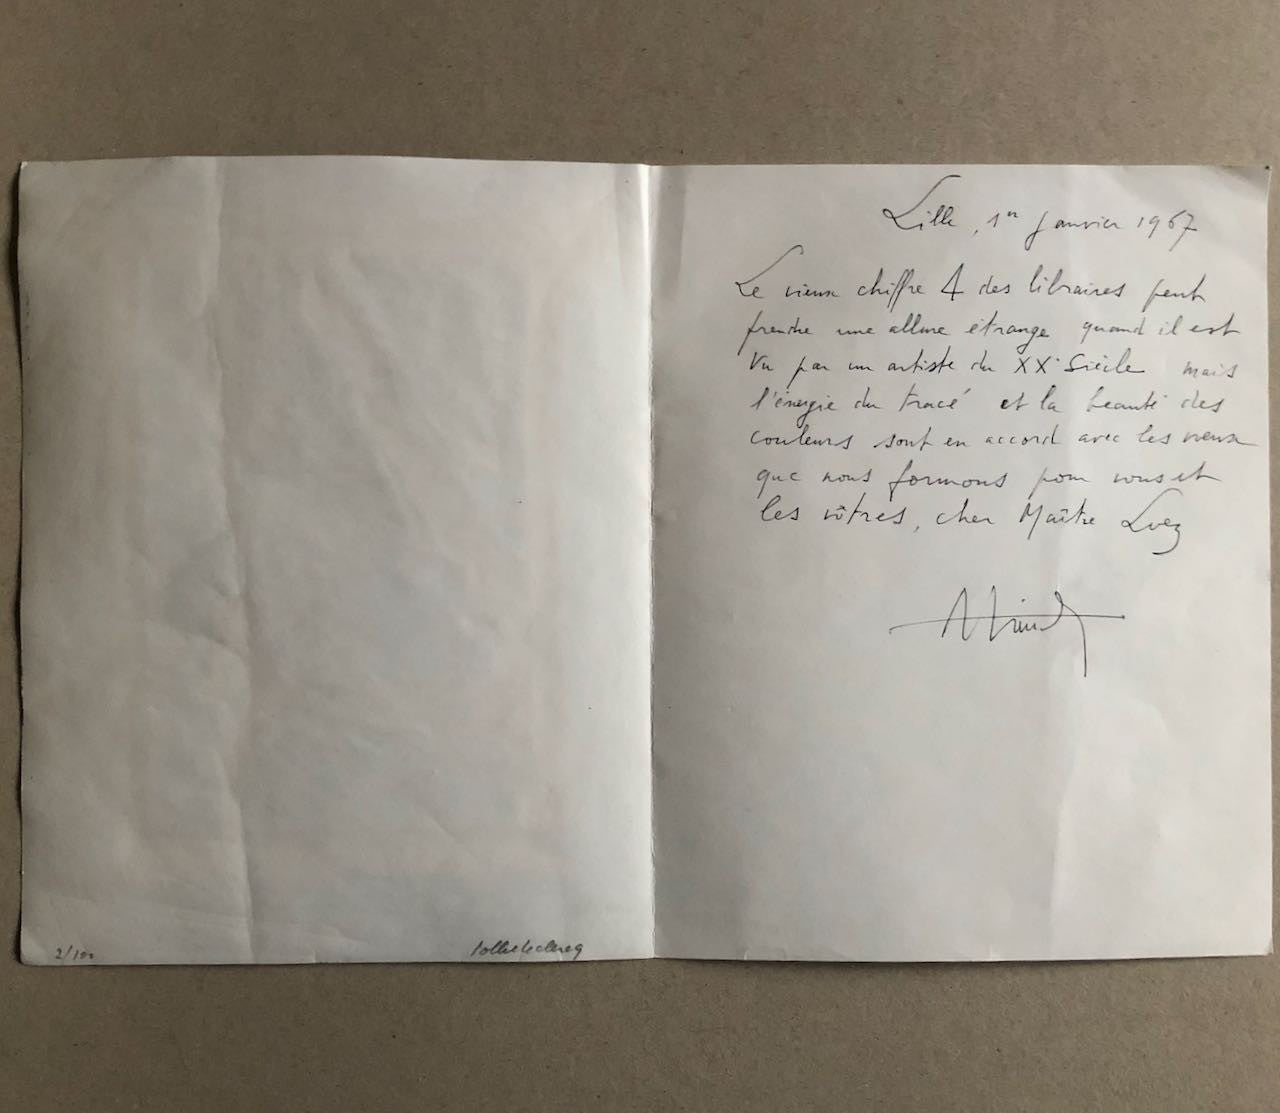 Lille, 1er Janvier 1967
Le vieux chiffre 4 des libraires peut
prendre une allure étrange quand il est
vu par un artiste du XXe Siècle mais
l'énergie du tracé et la beauté des
couleurs sont en accord avec les vœux
que nous formons pour vous et
les vôtres, cher Maître
2/100